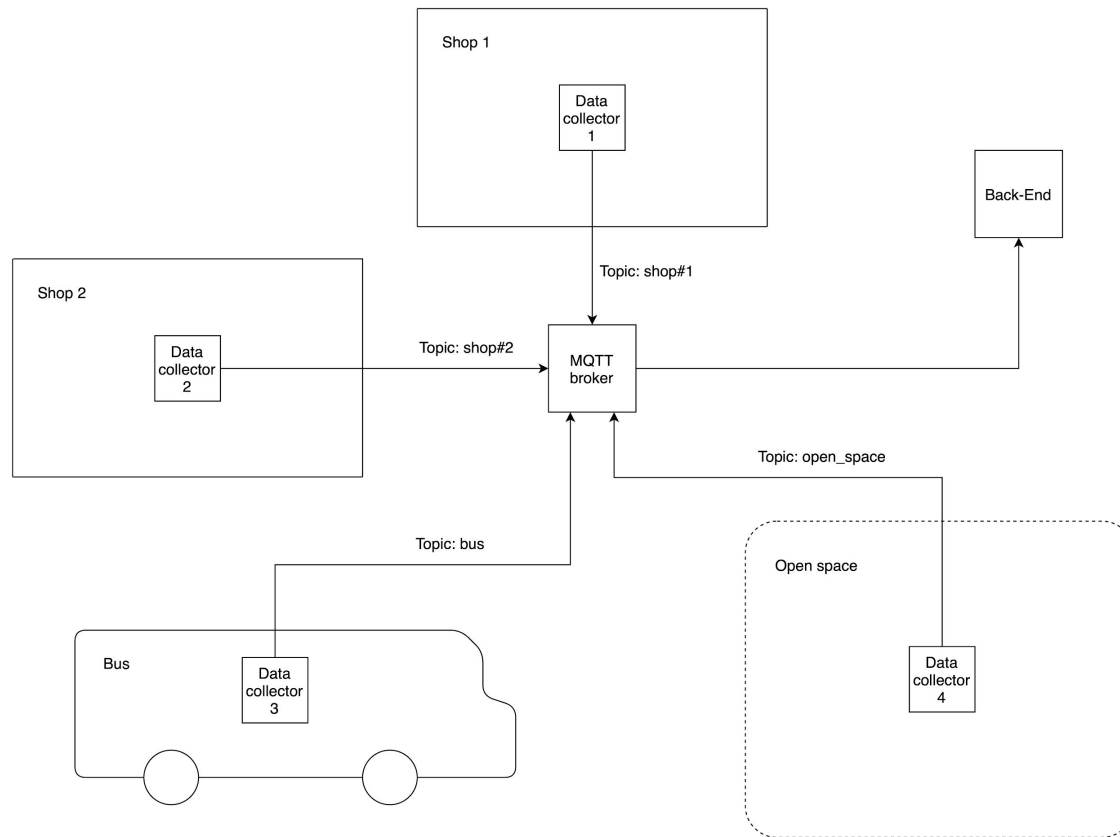 Shop 1
Data
collector
1
Back-End
Topic: shop#1
Shop 2
Data
collector
2
Topic: shop#2
MQTT
broker
Topic: open_space
Topic: bus
Open space
Bus
Data
collector
3
Data
collector
4